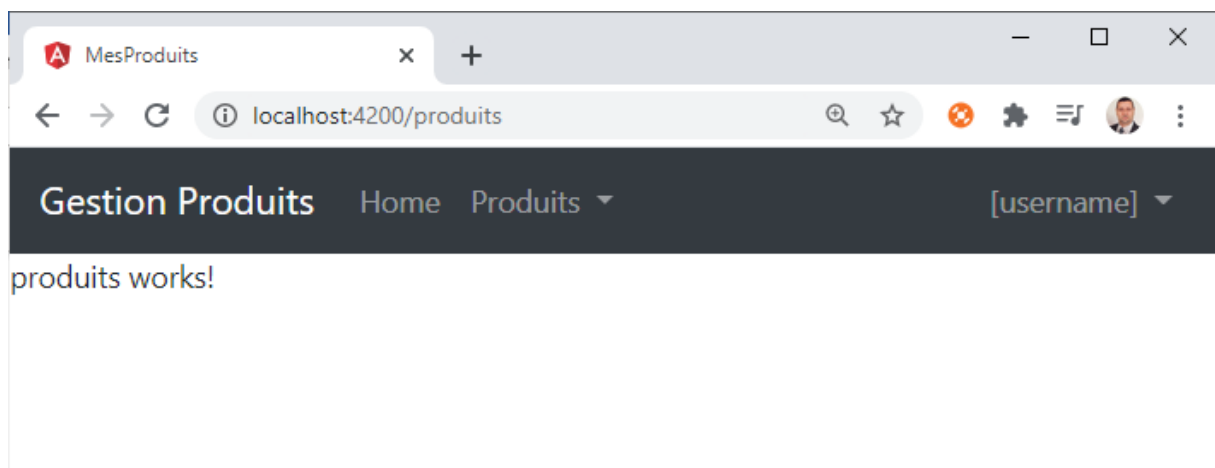 MesProduits
localhost:4200/produits
Gestion Produits Home Produits [username]
produits works!